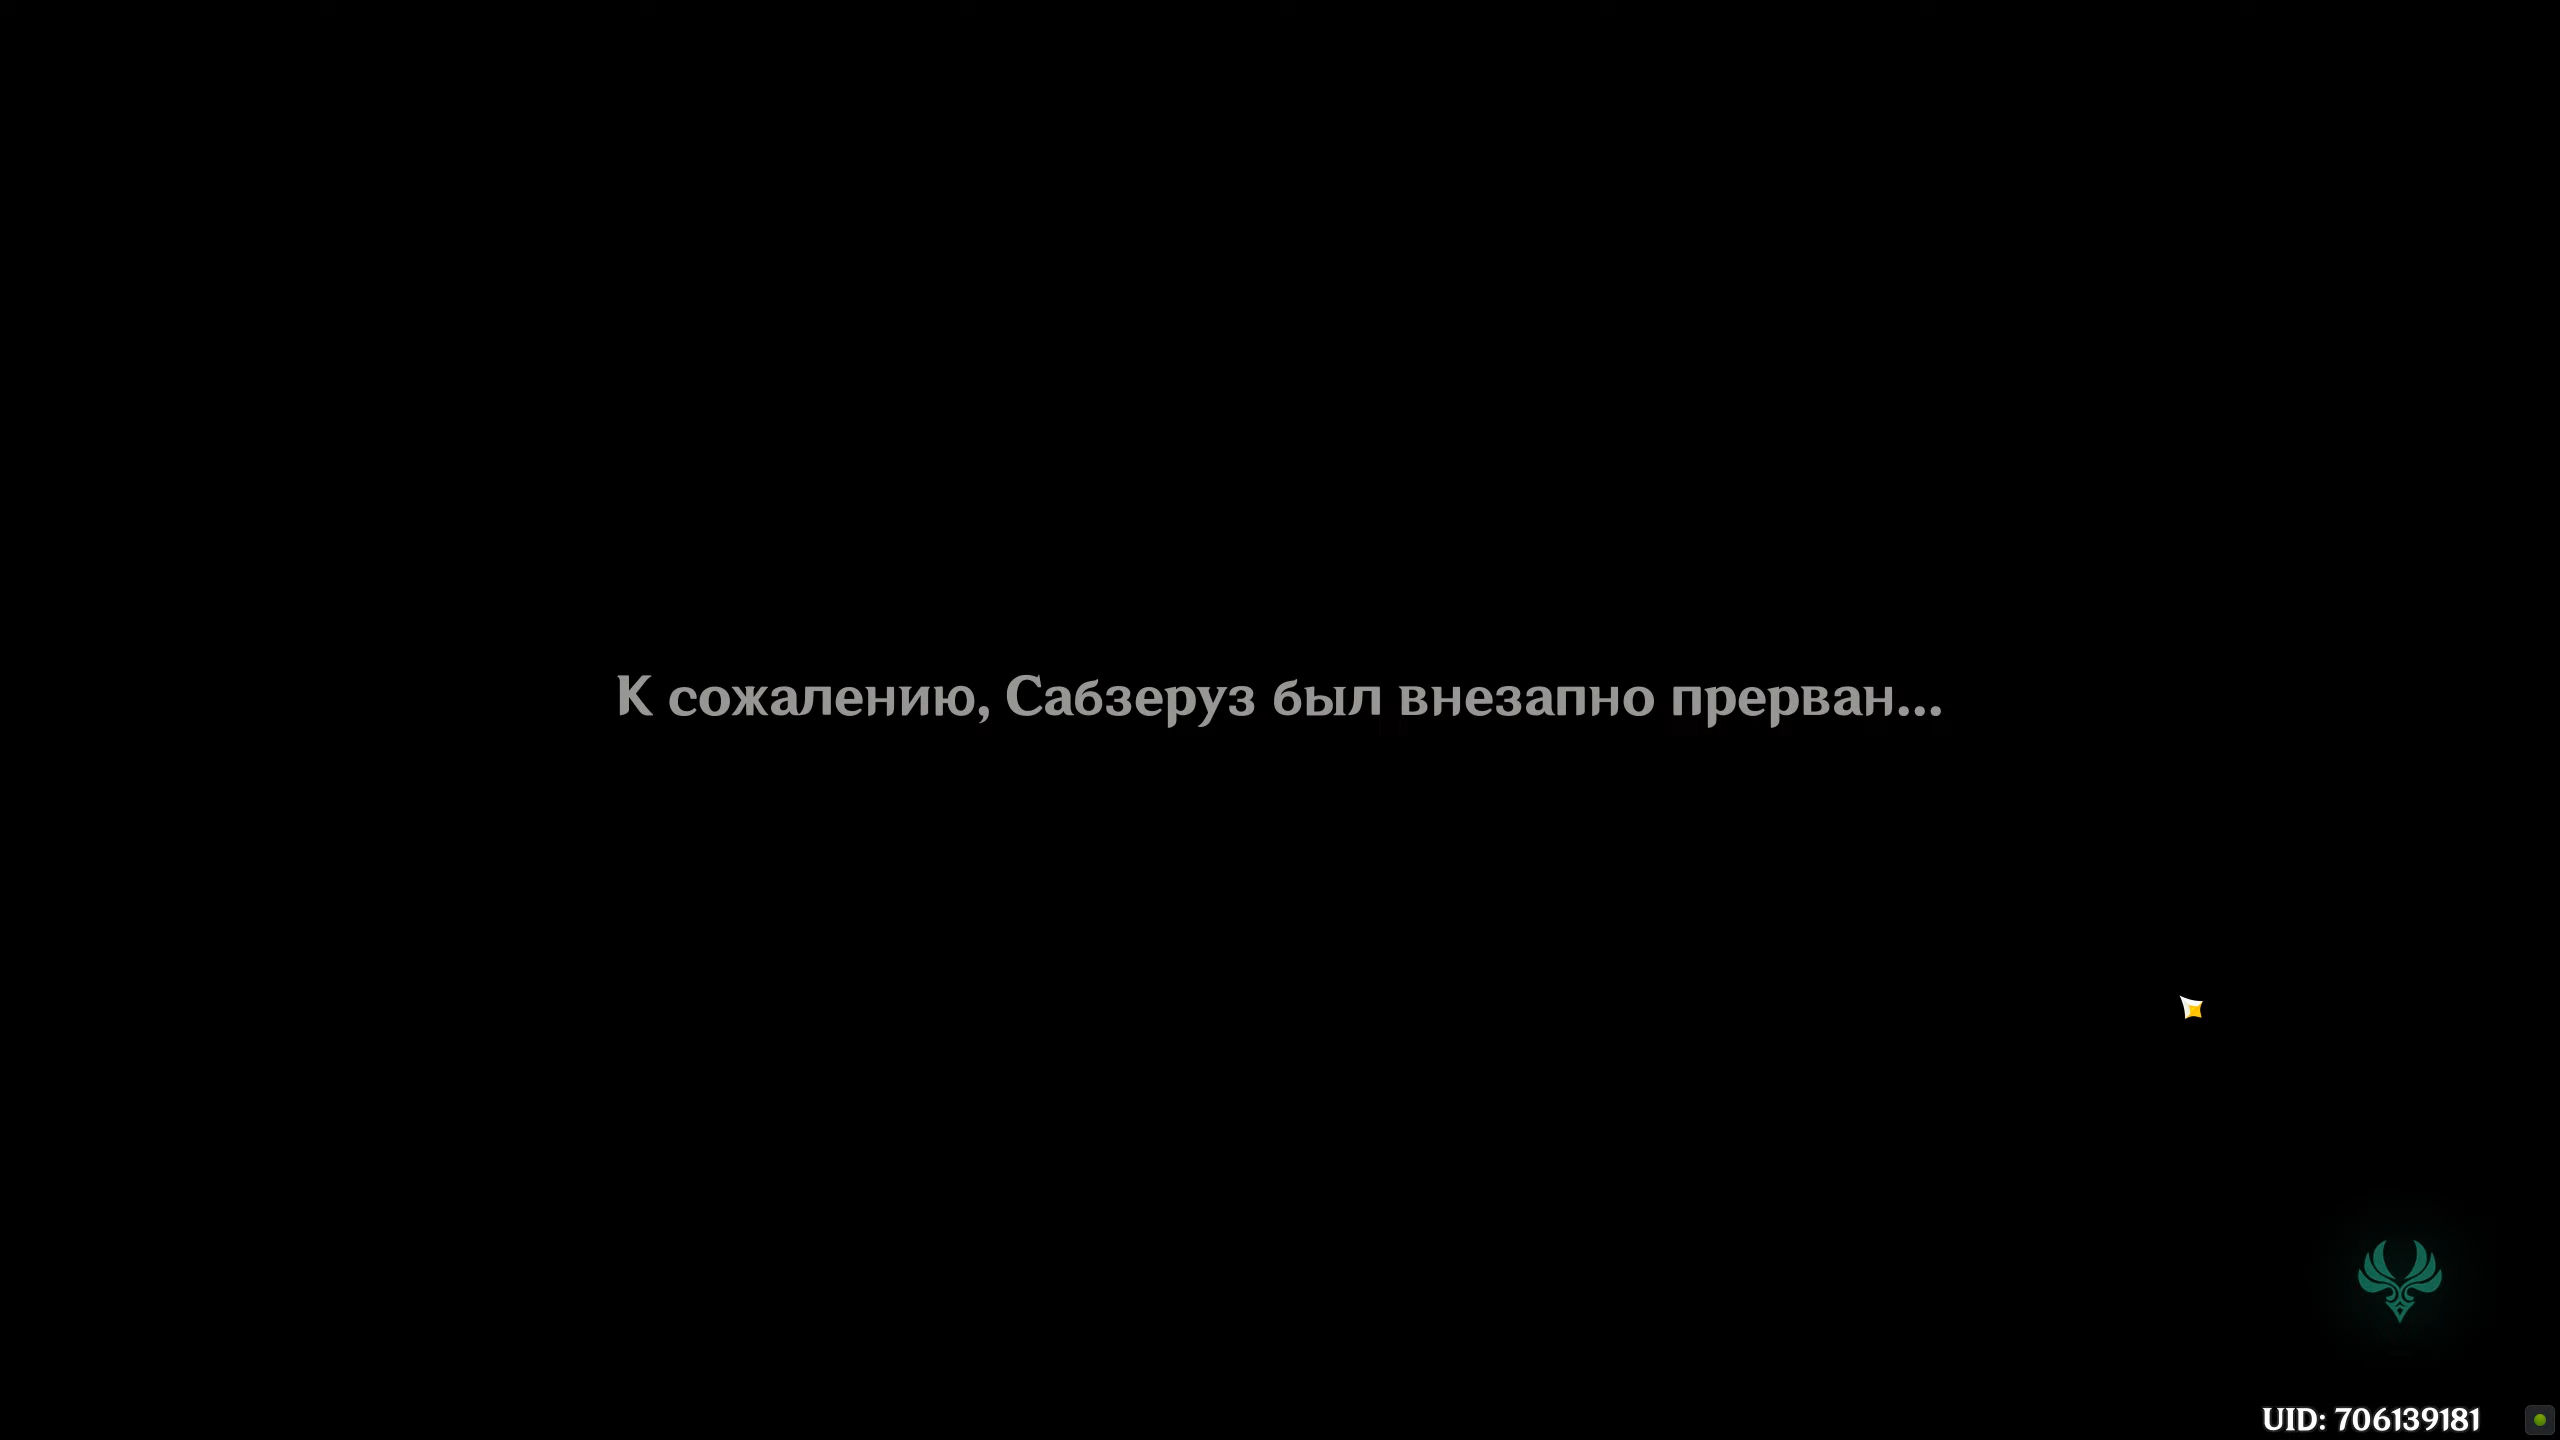 К сожалению, Сабзеруз был внезапно прерван...
UID: 706139181